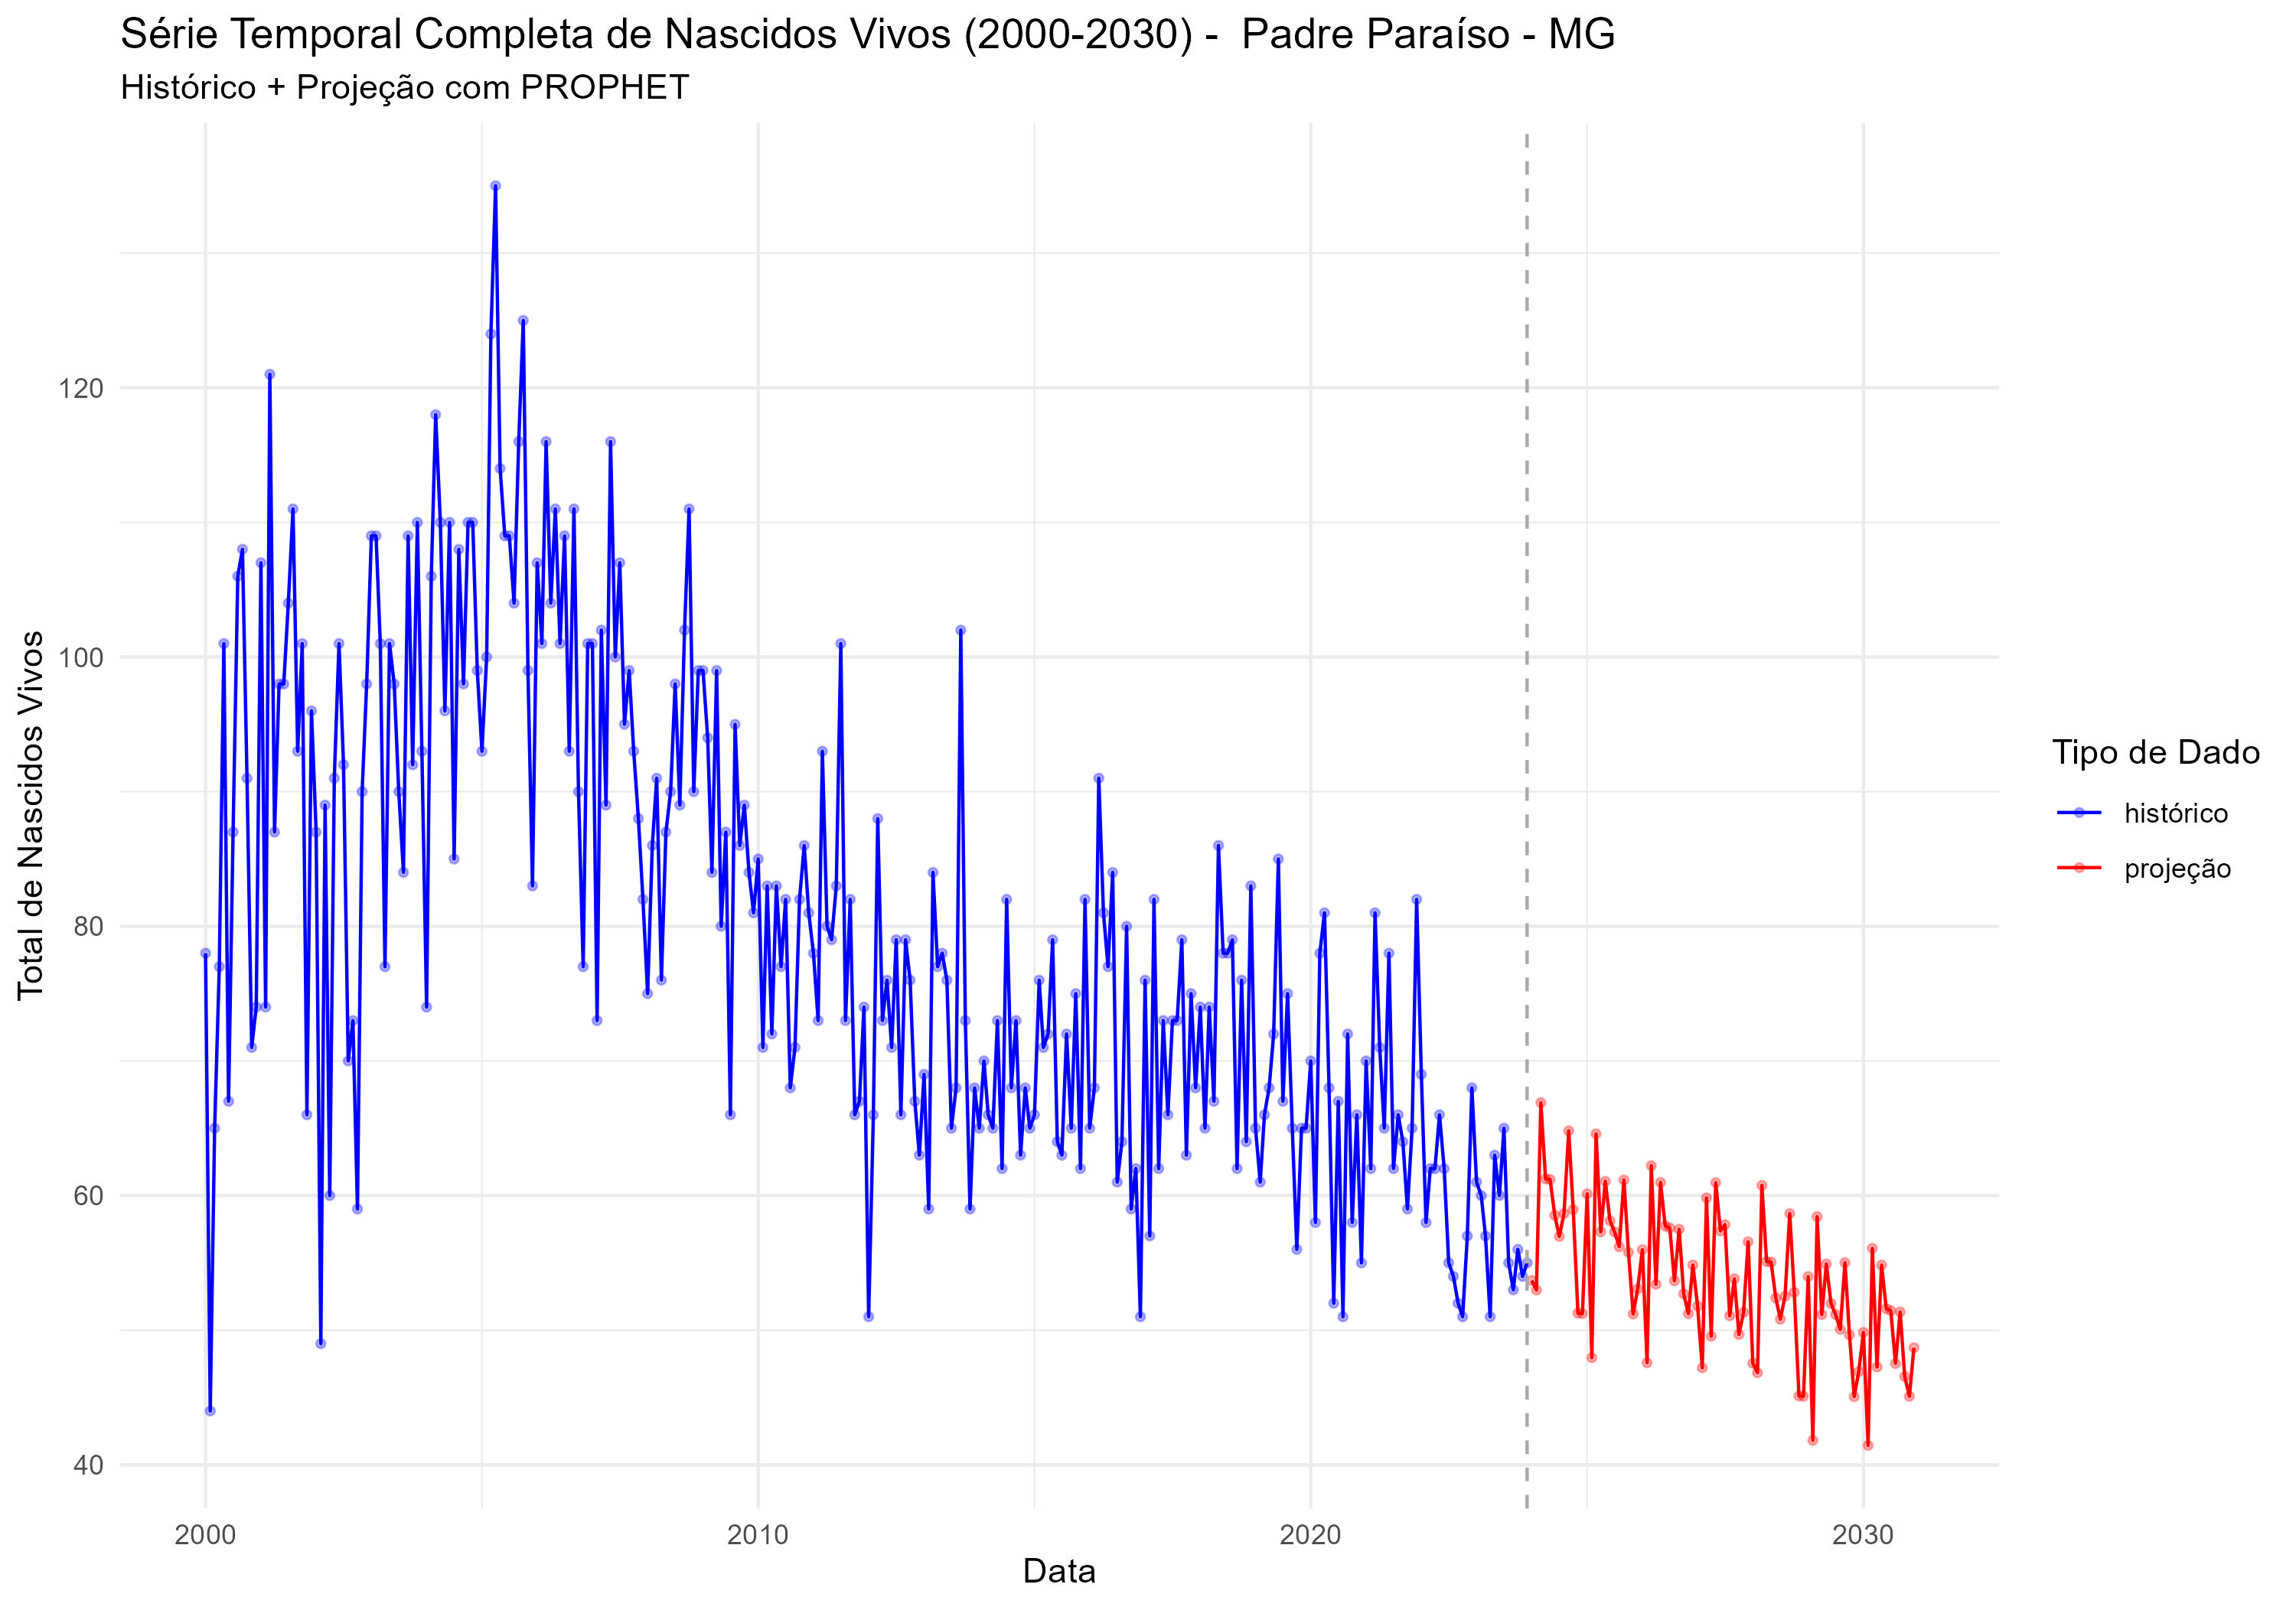 Série Temporal Completa de Nascidos Vivos (2000-2030) -  Padre Paraíso - MG
Histórico + Projeção com PROPHET
Total de Nascidos Vivos
120
100
80
60
40
2000
2010
2020
2030
Data
Tipo de Dado
histórico
projeção